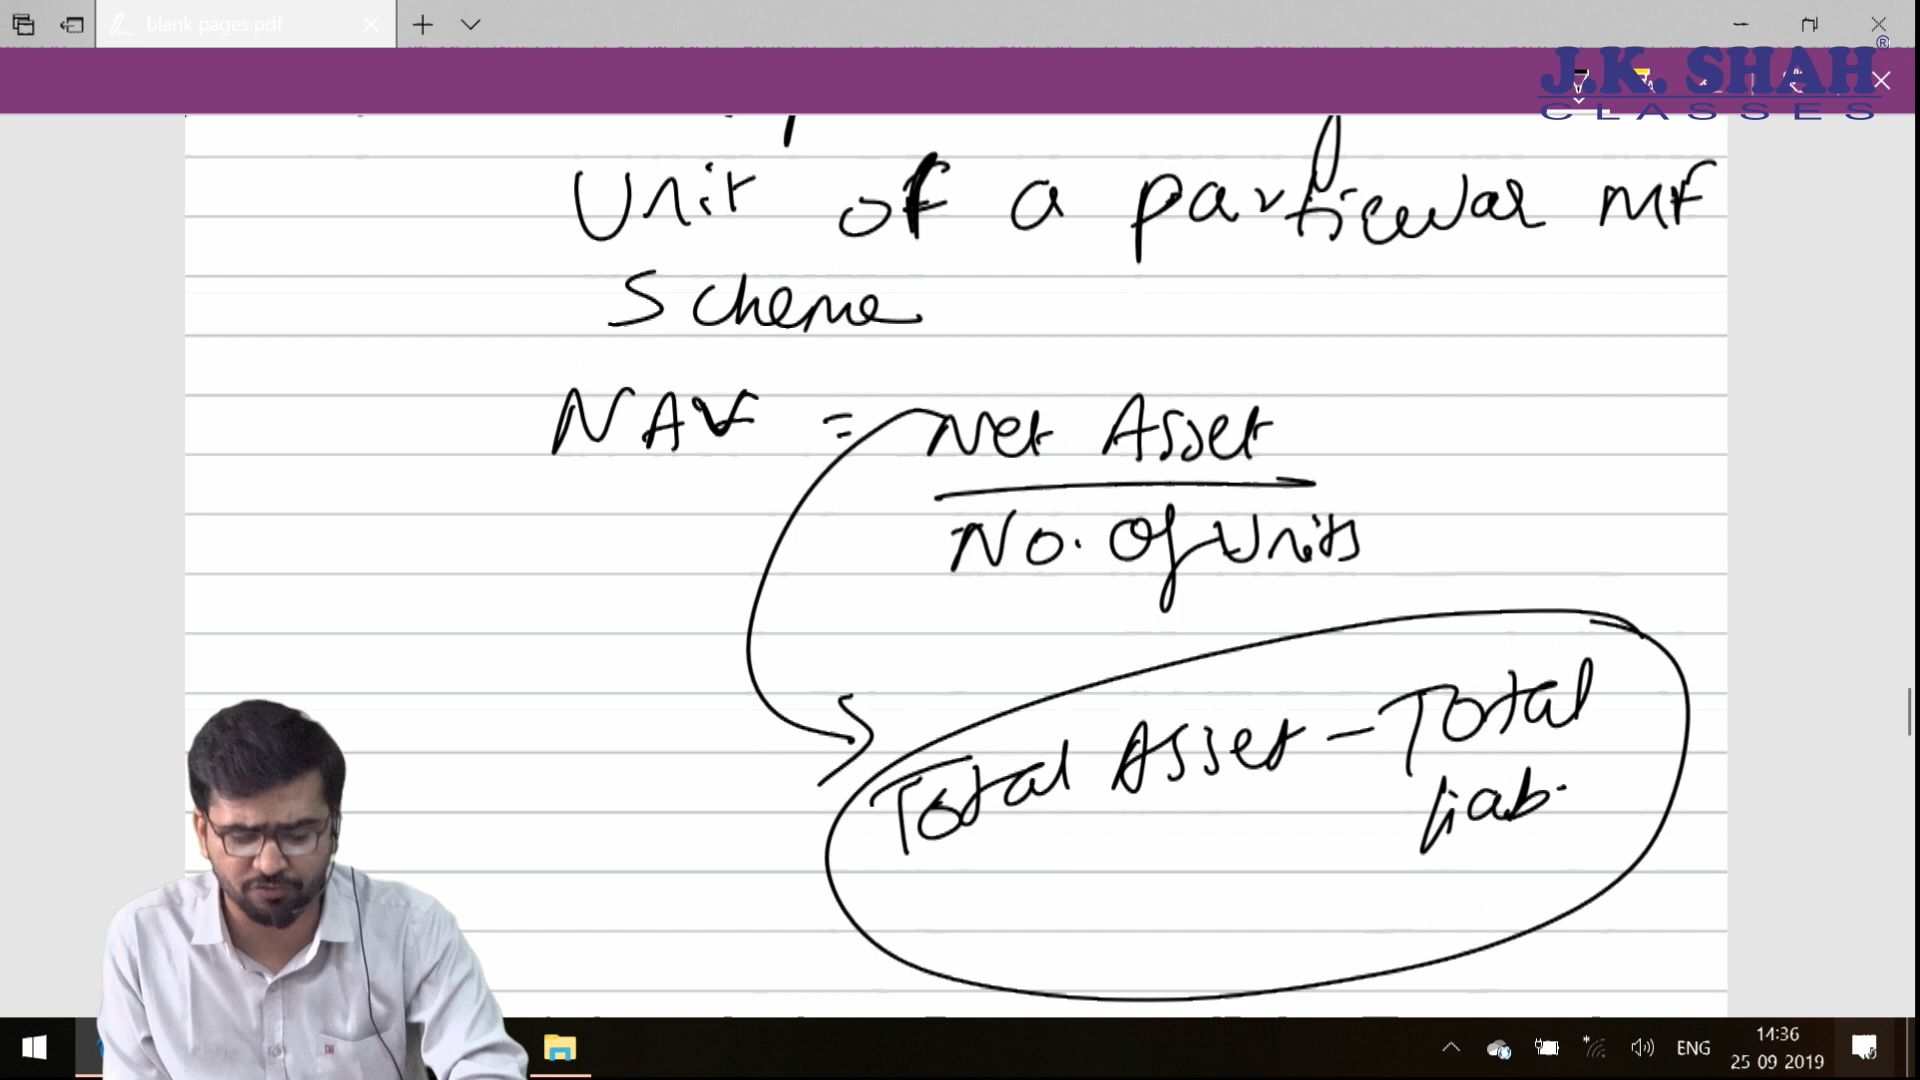 blank pages.pdf
J.K. SHAH®
CLASSES
Unit of a particular MF
Scheme
NAV = Net Asset
No. Of Units
Total Asset - Total
Liab.
ENG
14:36
25 09 2019